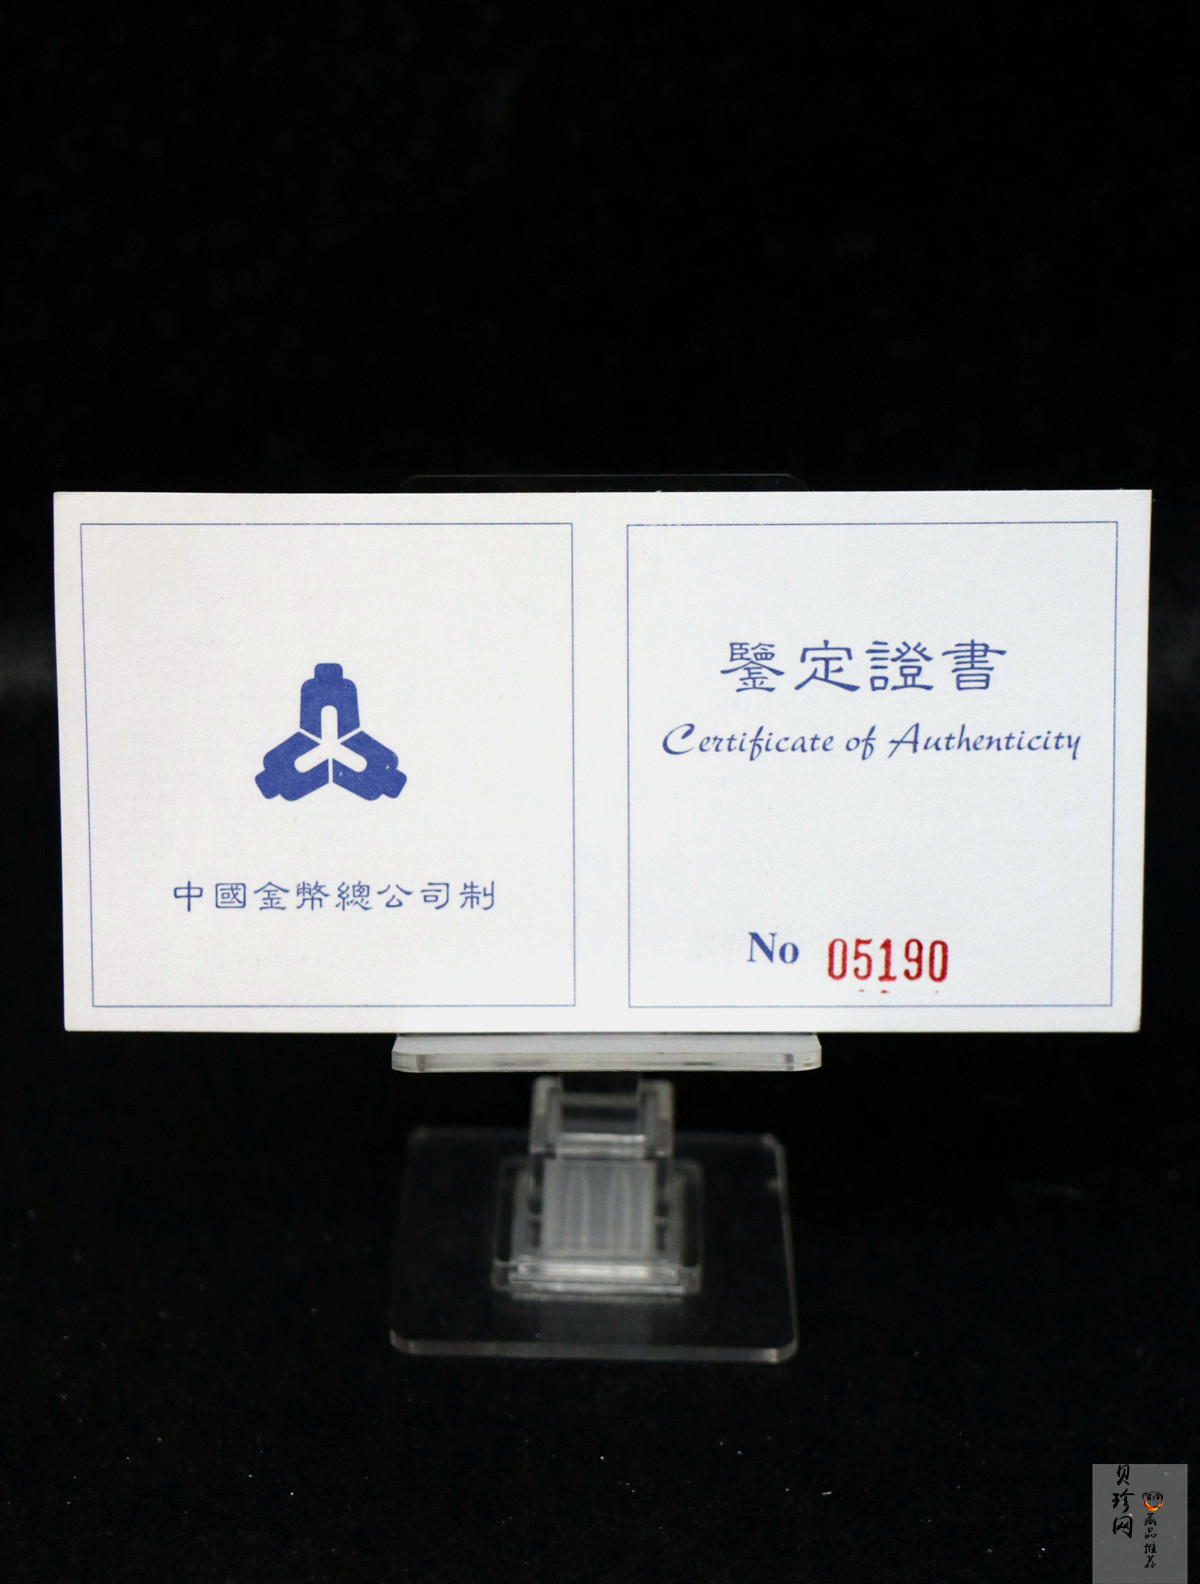 中國金幣總公司制
鑒定證書
Certificate of Authenticity
No 05190
贝珍网
藏品推荐